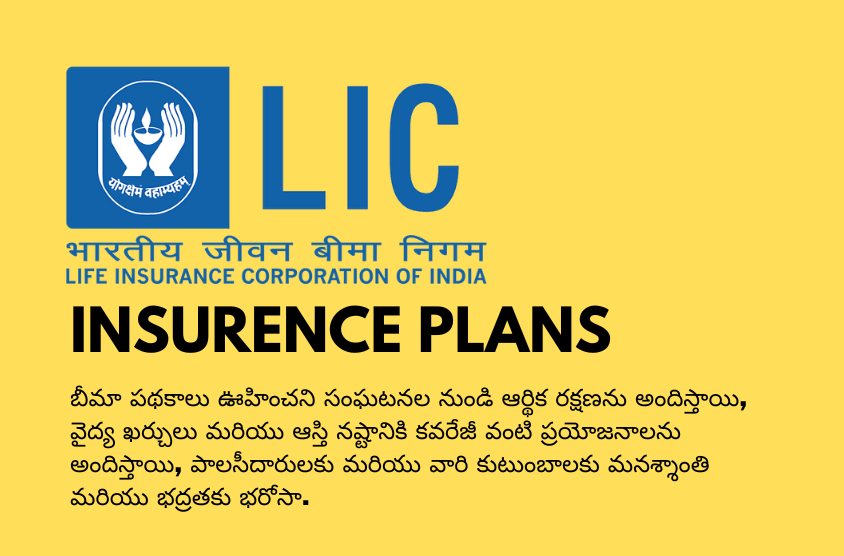 योगक्षेमं वहाम्यहम्
LIC
भारतीय जीवन बीमा निगम
LIFE INSURANCE CORPORATION OF INDIA
INSURENCE PLANS
బీమా పథకాలు ఊహించని సంఘటనల నుండి ఆర్థిక రక్షణను అందిస్తాయి,
వైద్య ఖర్చులు మరియు ఆస్తి నష్టానికి కవరేజీ వంటి ప్రయోజనాలను
అందిస్తాయి, పాలసీదారులకు మరియు వారి కుటుంబాలకు మనశ్శాంతి
మరియు భద్రతకు భరోసా.